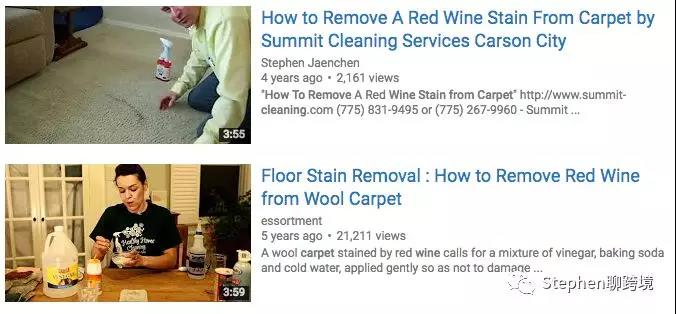 How to Remove A Red Wine Stain From Carpet by
Summit Cleaning Services Carson City
Stephen Jaenchen
4 years ago • 2,161 views
"How To Remove A Red Wine Stain from Carpet" http://www.summit-
cleaning.com (775) 831-9495 or (775) 267-9960 - Summit ...
3:55
Floor Stain Removal : How to Remove Red Wine
from Wool Carpet
essortment
5 years ago • 21,211 views
A wool carpet stained by red wine calls for a mixture of vinegar, baking soda
and cold water, applied gently so as not to damage ...
Healthy Home
Cleaning
VINEGAR
3:59
Stephen聊跨境